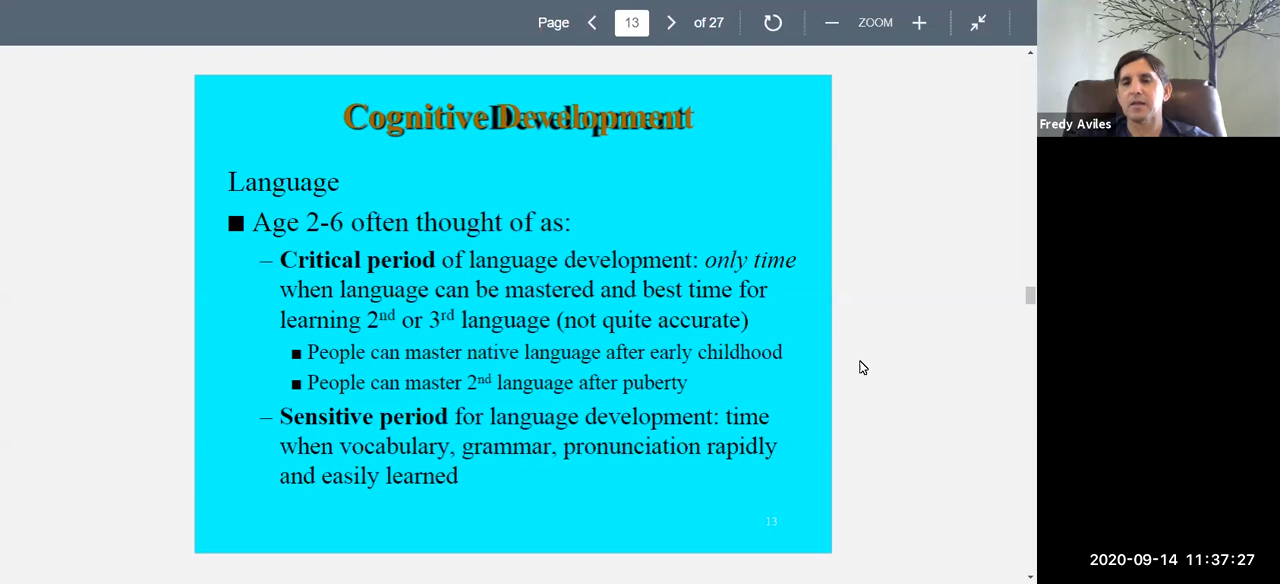 Page 13 of 27 ZOOM
Fredy Aviles
Cognitive Development
Language
■ Age 2-6 often thought of as:
– Critical period of language development: only time
when language can be mastered and best time for
learning 2nd or 3rd language (not quite accurate)
■ People can master native language after early childhood
■ People can master 2nd language after puberty
– Sensitive period for language development: time
when vocabulary, grammar, pronunciation rapidly
and easily learned
13
2020-09-14 11:37:27